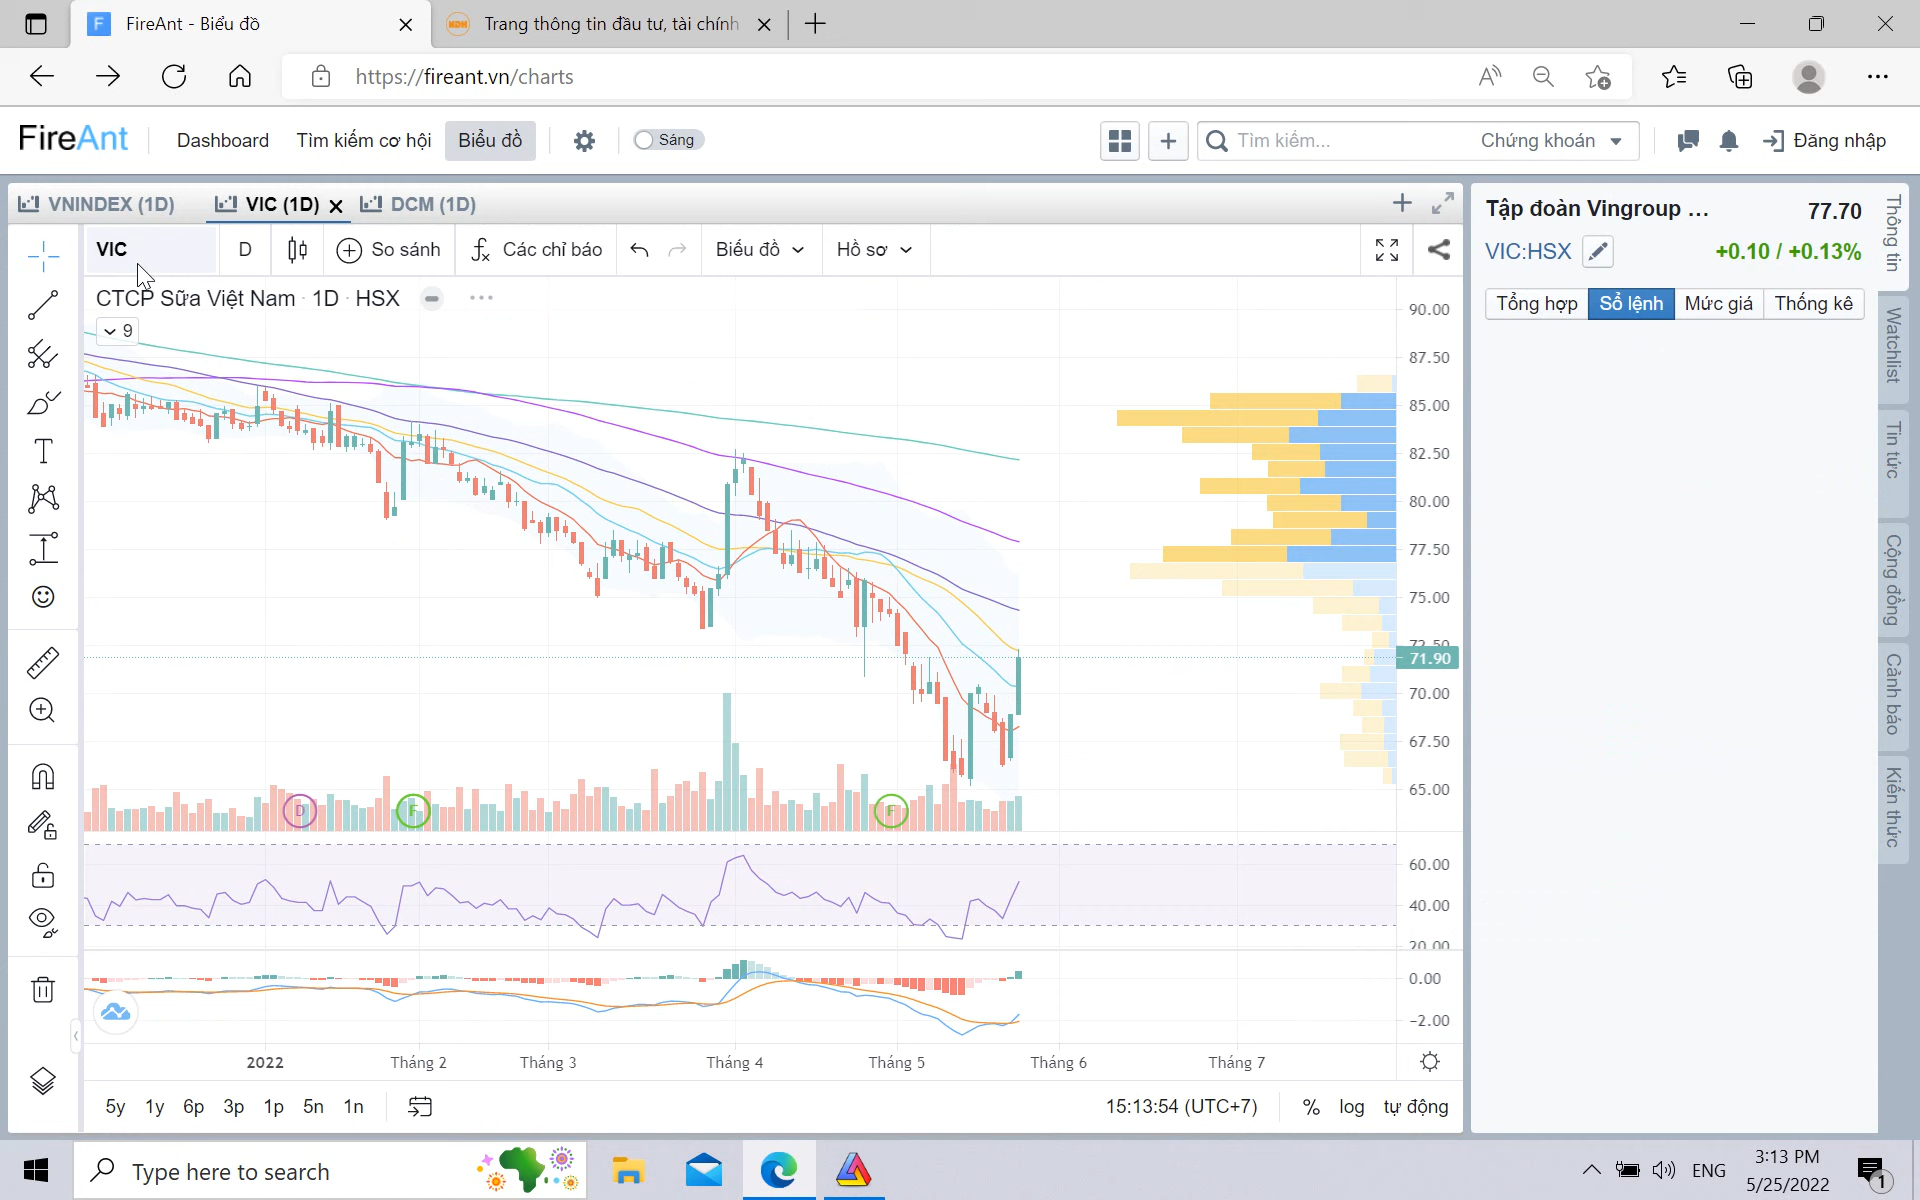 FireAnt - Biểu đồ
Trang thông tin đầu tư, tài chính
https://fireant.vn/charts
FireAnt
Dashboard
Tìm kiếm cơ hội
Biểu đồ
Sáng
Tìm kiếm...
Chứng khoán
Đăng nhập
VNINDEX (1D)
VIC (1D)
DCM (1D)
VIC
D
So sánh
Các chỉ báo
Biểu đồ
Hồ sơ
CTCP Sữa Việt Nam · 1D · HSX
9
90.00
87.50
85.00
82.50
80.00
77.50
75.00
72.50
71.90
70.00
67.50
65.00
D
F
F
60.00
40.00
20.00
0.00
−2.00
2022
Tháng 2
Tháng 3
Tháng 4
Tháng 5
Tháng 6
Tháng 7
5y 1y 6p 3p 1p 5n 1n
15:13:54 (UTC+7)
% log tự động
Tập đoàn Vingroup ...
77.70
VIC:HSX
+0.10 / +0.13%
Tổng hợp
Sổ lệnh
Mức giá
Thống kê
Thông tin
Watchlist
Tin tức
Cộng đồng
Cảnh báo
Kiến thức
Type here to search
ENG
3:13 PM
5/25/2022
1